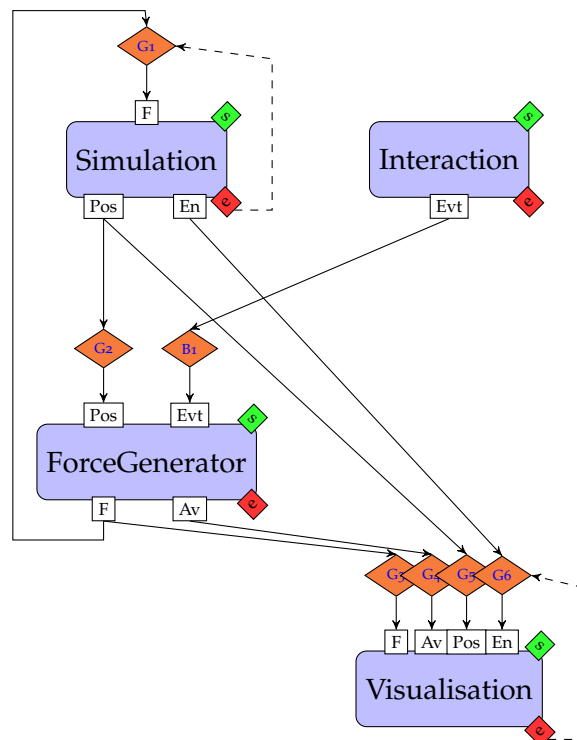 G1
F
s
s
Simulation
Interaction
e
e
Pos
En
Evt
G2
B1
Pos
Evt
s
ForceGenerator
e
F
Av
G3
G4
G5
G6
F
Av
Pos
En
s
Visualisation
e